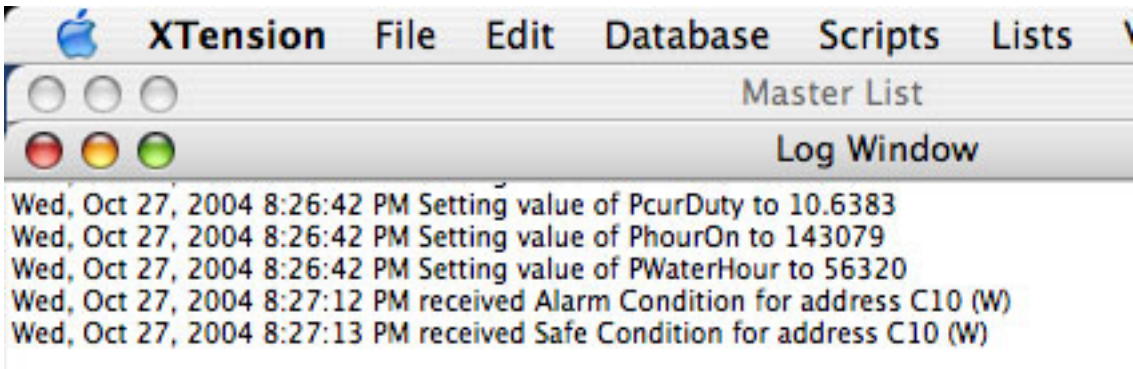 XTension File Edit Database Scripts Lists
Master List
Log Window
Wed, Oct 27, 2004 8:26:42 PM Setting value of PcurDuty to 10.6383
Wed, Oct 27, 2004 8:26:42 PM Setting value of PhourOn to 143079
Wed, Oct 27, 2004 8:26:42 PM Setting value of PWaterHour to 56320
Wed, Oct 27, 2004 8:27:12 PM received Alarm Condition for address C10 (W)
Wed, Oct 27, 2004 8:27:13 PM received Safe Condition for address C10 (W)